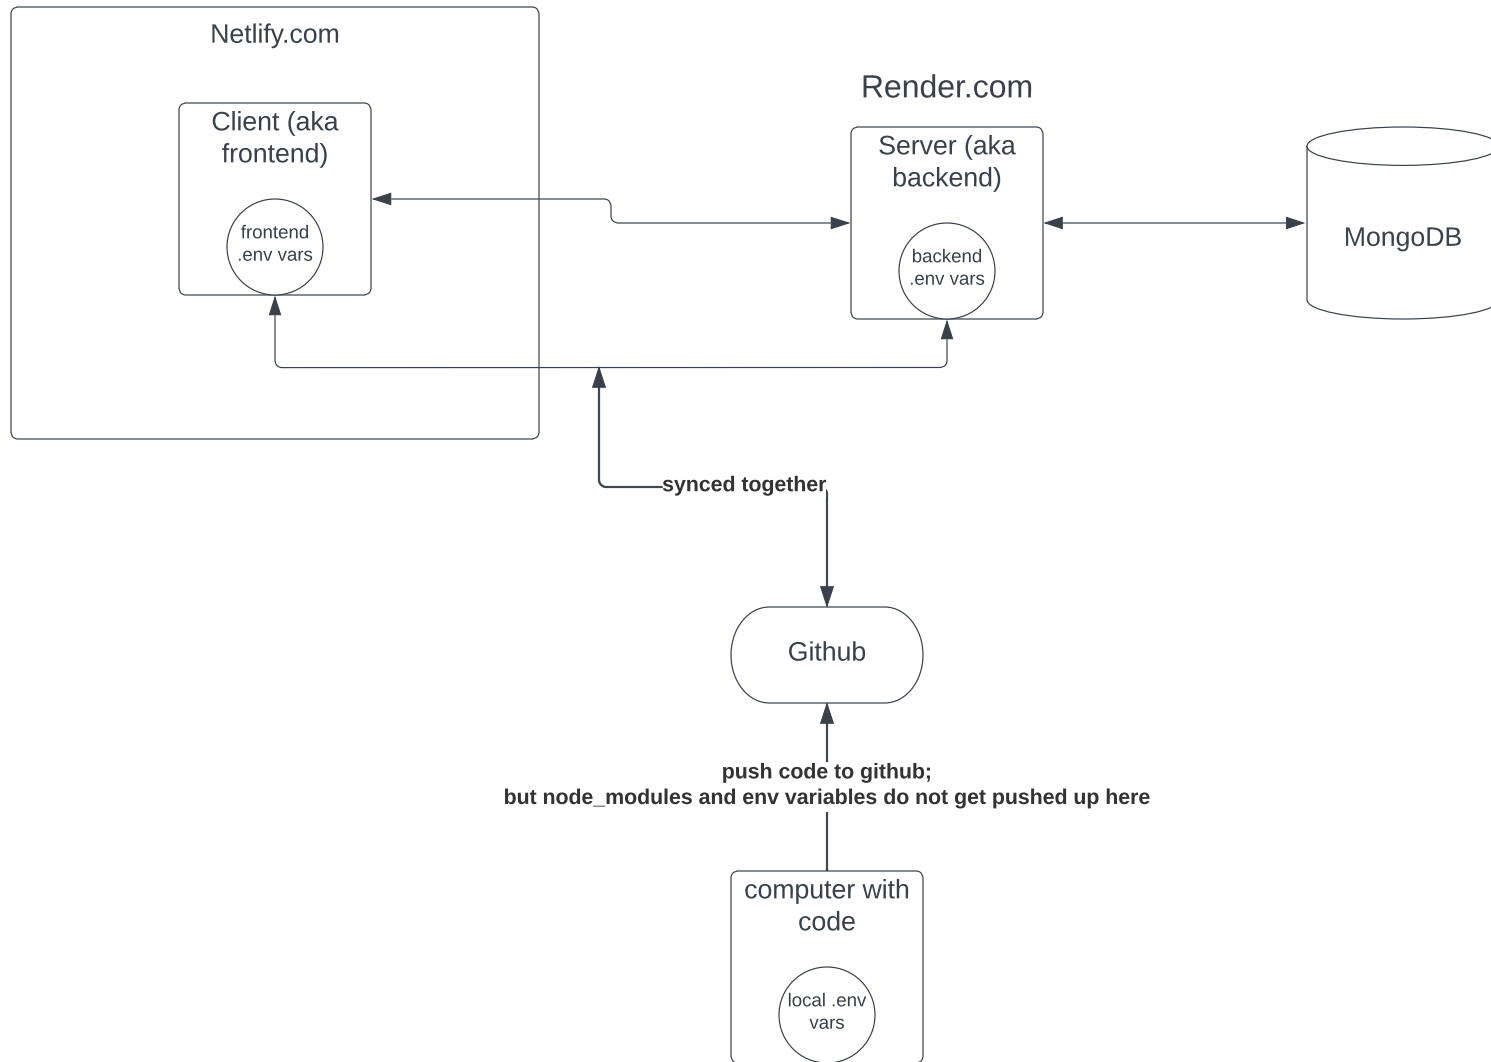 Netlify.com
Client (aka
frontend)
frontend
.env vars
Render.com
Server (aka
backend)
backend
.env vars
MongoDB
synced together
Github
push code to github;
but node_modules and env variables do not get pushed up here
computer with
code
local .env
vars